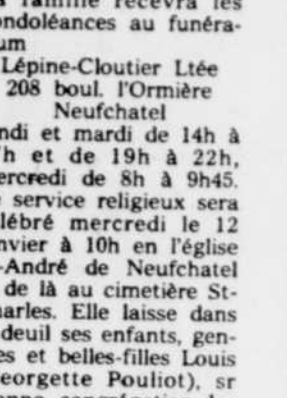 famille recevra les
ondoléances au funéra-
um
Lépine-Cloutier Ltée
208 boul. l'Ormière
Neufchatel
ndi et mardi de 14h à
h et de 19h à 22h,
ercredi de 8h à 9h45.
service religieux sera
lébré mercredi le 12
nvier à 10h en l'église
-André de Neufchatel
de là au cimetière St-
arles. Elle laisse dans
deuil ses enfants, gen-
es et belles-filles Louis
eorgette Pouliot), sr